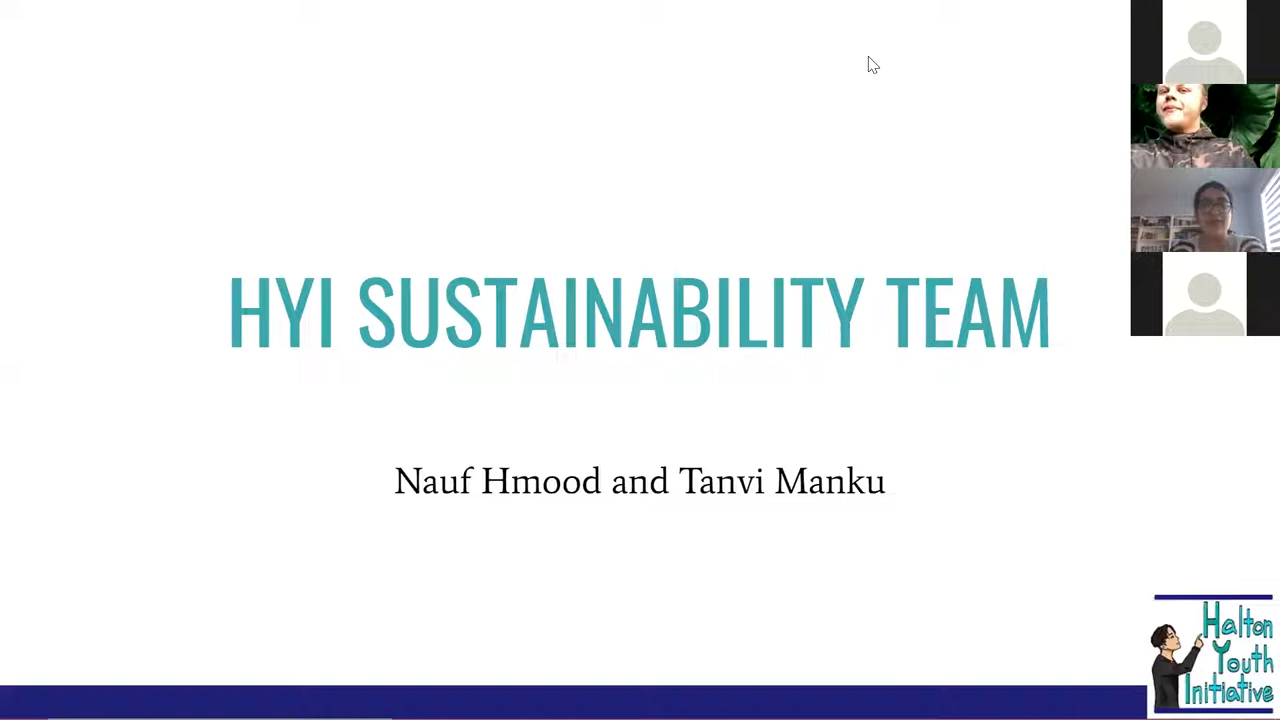 HYI SUSTAINABILITY TEAM
Nauf Hmood and Tanvi Manku
Halton
Youth
Initiative